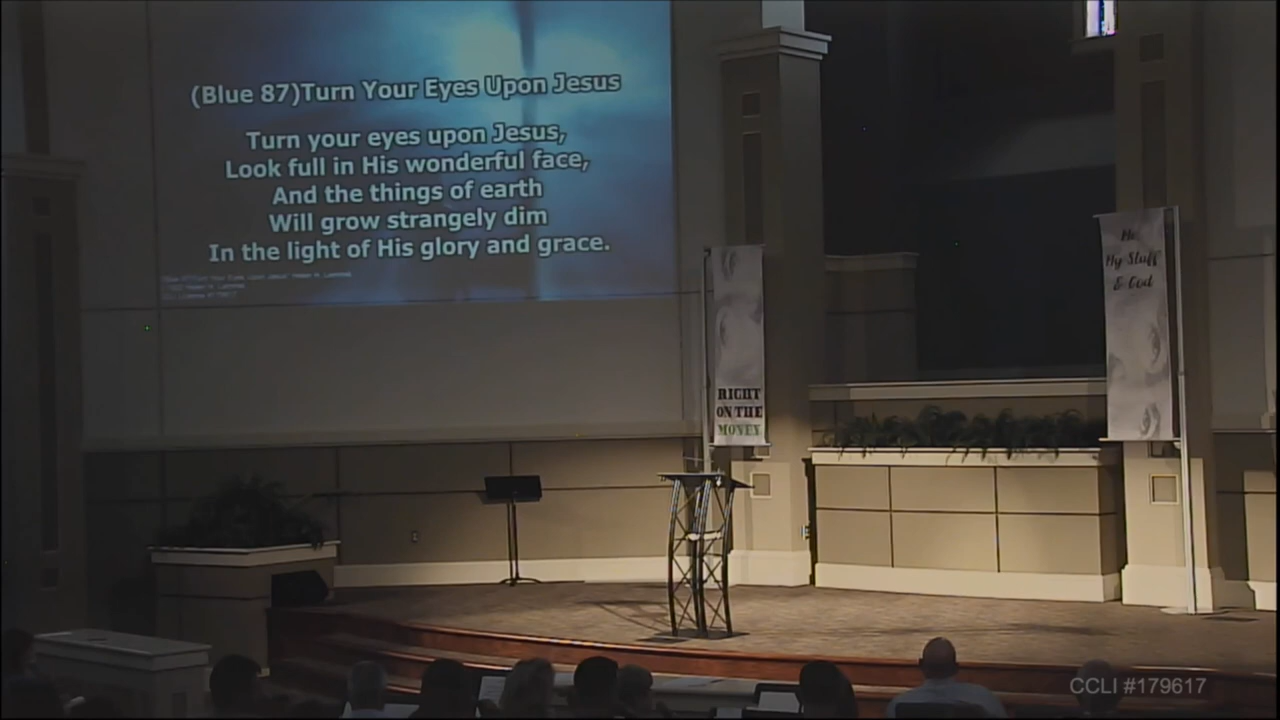 (Blue 87)Turn Your Eyes Upon Jesus
Turn your eyes upon Jesus,
Look full in His wonderful face,
And the things of earth
Will grow strangely dim
In the light of His glory and grace.
Me,
My Stuff
& God
RIGHT
ON THE
MONEY
CCLI #179617